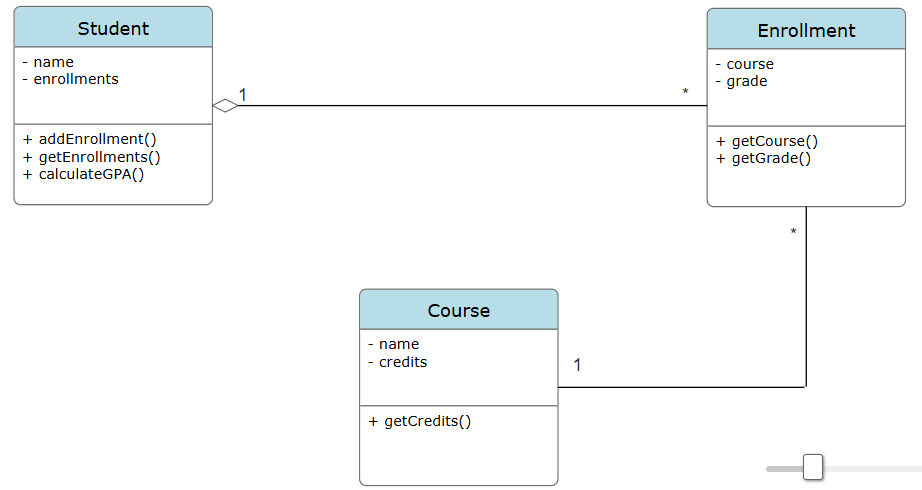 Student
- name
- enrollments
+ addEnrollment()
+ getEnrollments()
+ calculateGPA()
1
*
Enrollment
- course
- grade
+ getCourse()
+ getGrade()
*
Course
- name
- credits
+ getCredits()
1